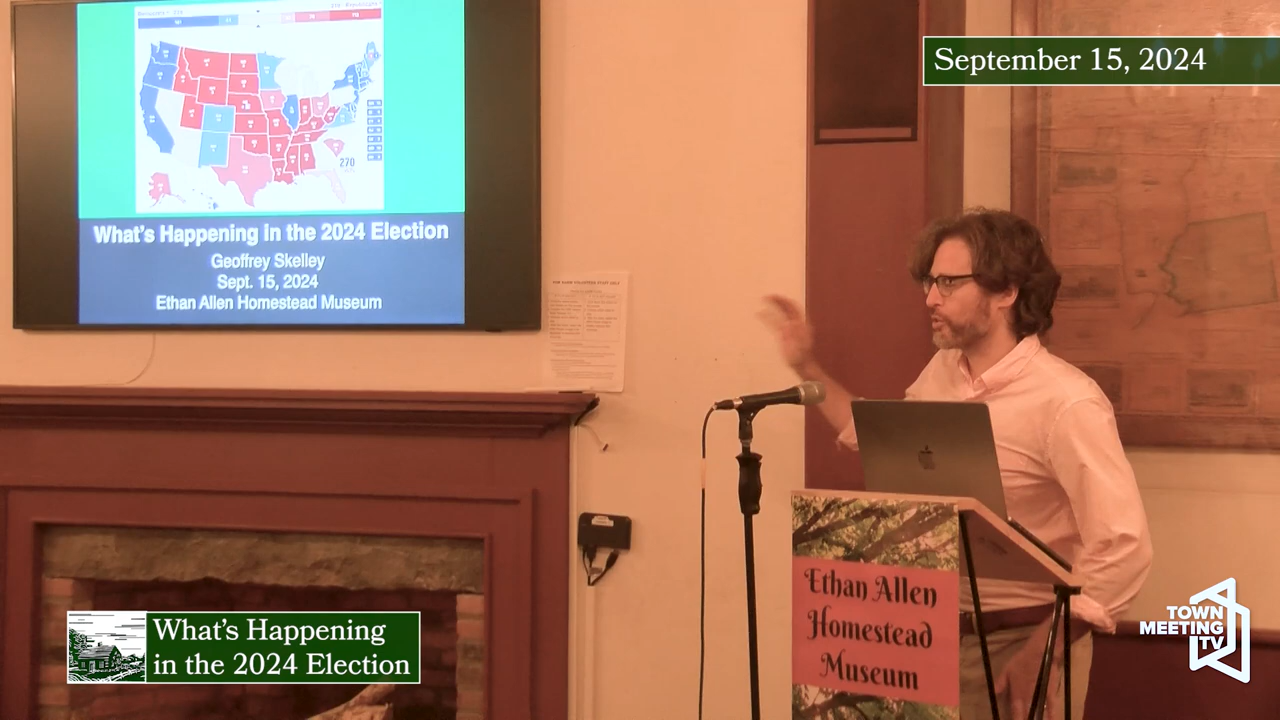 September 15, 2024
270
What's Happening in the 2024 Election
Geoffrey Skelley
Sept. 15, 2024
Ethan Allen Homestead Museum
Ethan Allen
Homestead
Museum
What's Happening
in the 2024 Election
TOWN
MEETING
TV